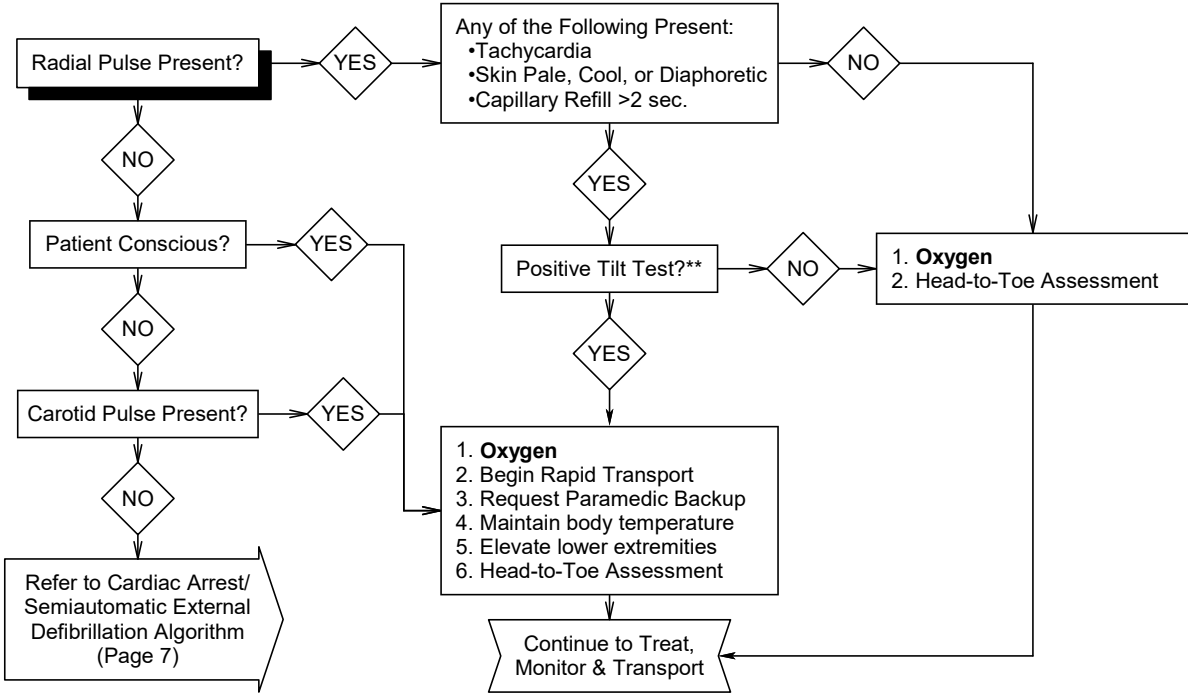 Radial Pulse Present?
YES
Any of the Following Present:
•Tachycardia
•Skin Pale, Cool, or Diaphoretic
•Capillary Refill >2 sec.
NO
NO
YES
Patient Conscious?
YES
Positive Tilt Test?**
NO
1. Oxygen
2. Head-to-Toe Assessment
NO
YES
Carotid Pulse Present?
YES
1. Oxygen
2. Begin Rapid Transport
3. Request Paramedic Backup
4. Maintain body temperature
5. Elevate lower extremities
6. Head-to-Toe Assessment
NO
Refer to Cardiac Arrest/
Semiautomatic External
Defibrillation Algorithm
(Page 7)
Continue to Treat,
Monitor & Transport